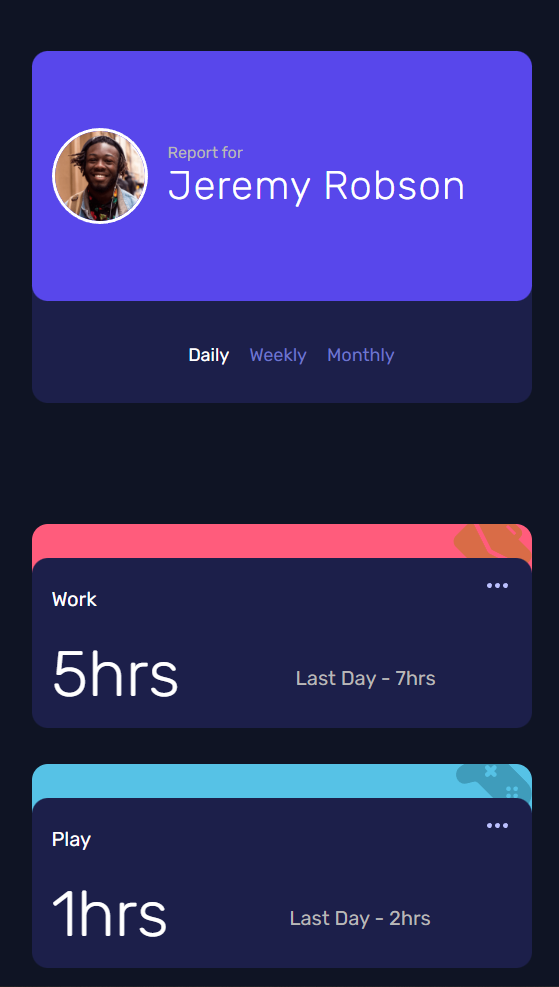 Report for
Jeremy Robson
Daily Weekly Monthly
Work
5hrs
Last Day - 7hrs
Play
1hrs
Last Day - 2hrs